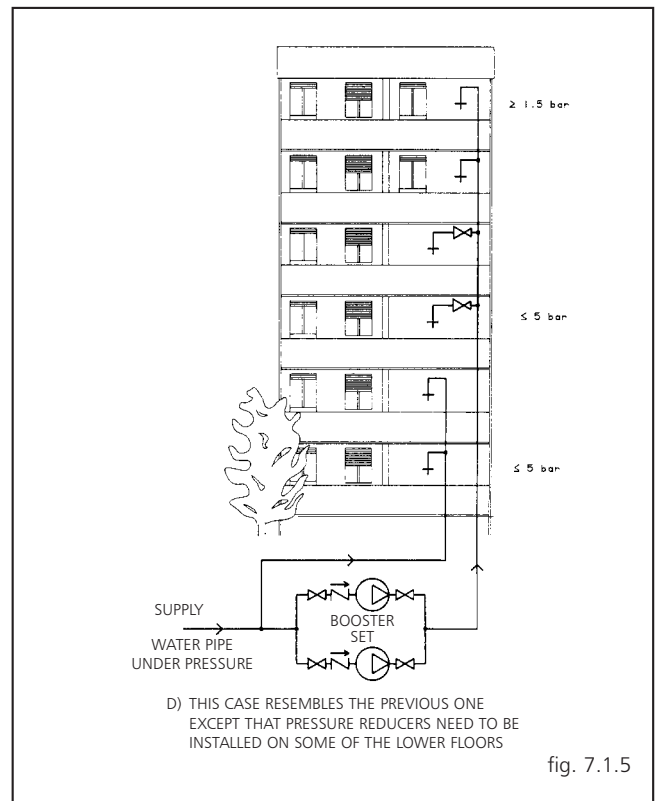 ≥ 1.5 bar
≤ 5 bar
≤ 5 bar
SUPPLY
WATER PIPE
UNDER PRESSURE
BOOSTER
SET
D) THIS CASE RESEMBLES THE PREVIOUS ONE
EXCEPT THAT PRESSURE REDUCERS NEED TO BE
INSTALLED ON SOME OF THE LOWER FLOORS
fig. 7.1.5